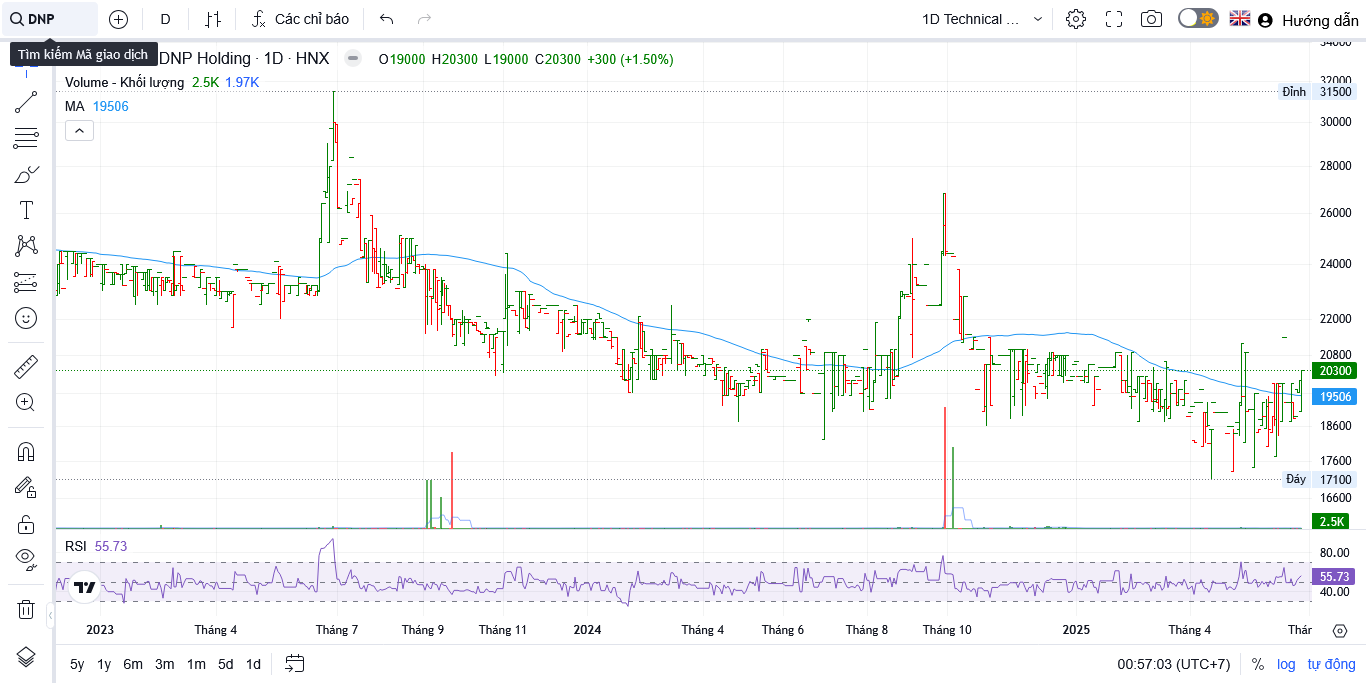 DNP D Các chỉ báo 1D Technical ... Hướng dẫn
Tìm kiếm Mã giao dịch
DNP Holding · 1D · HNX O19000 H20300 L19000 C20300 +300 (+1.50%)
Volume - Khối lượng 2.5K 1.97K
MA 19506
34000
32000
Đỉnh 31500
30000
28000
26000
24000
22000
20800
20300
19506
18600
17600
Đáy 17100
16600
2.5K
RSI 55.73
80.00
55.73
40.00
2023 Tháng 4 Tháng 7 Tháng 9 Tháng 11 2024 Tháng 4 Tháng 6 Tháng 8 Tháng 10 2025 Tháng 4 Thár
5y 1y 6m 3m 1m 5d 1d 00:57:03 (UTC+7) % log tự động